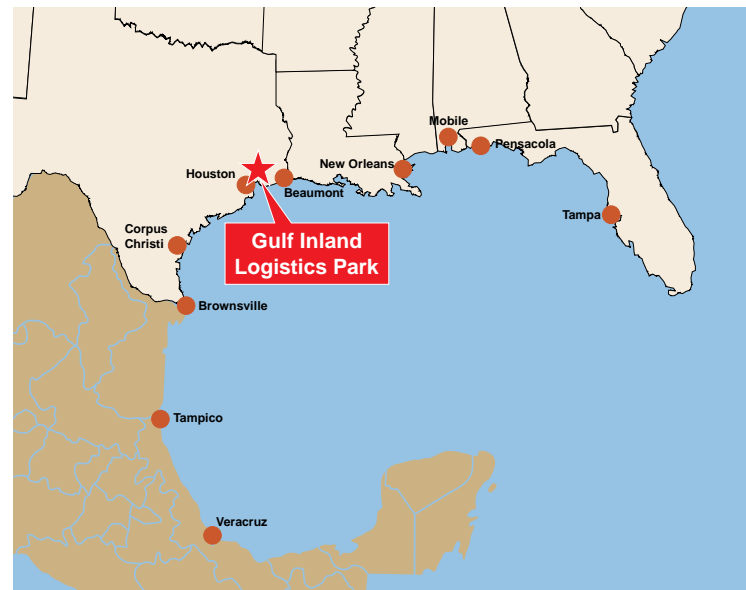 Mobile
Pensacola
New Orleans
Houston
Beaumont
Tampa
Corpus
Christi
Gulf Inland
Logistics Park
Brownsville
Tampico
Veracruz